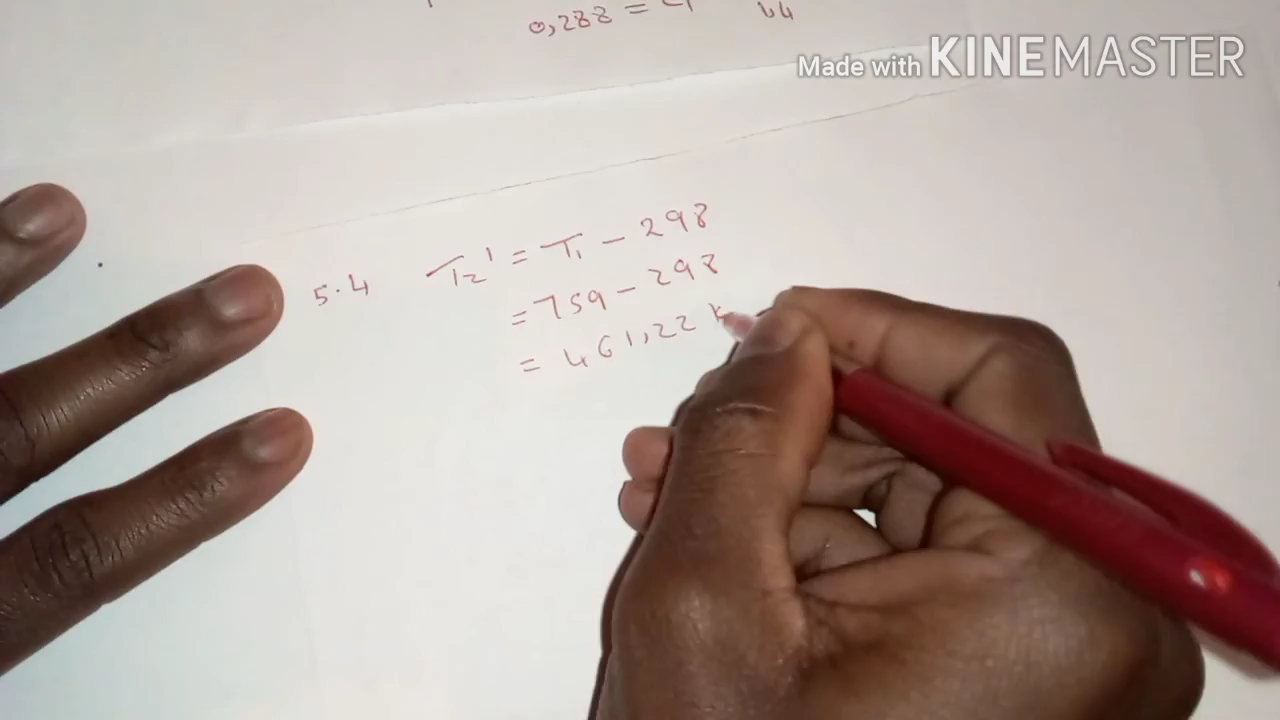 0,288 =
Made with KINEMASTER
5.4 T2' = T1 - 298
= 759 - 298
= 461,22 K